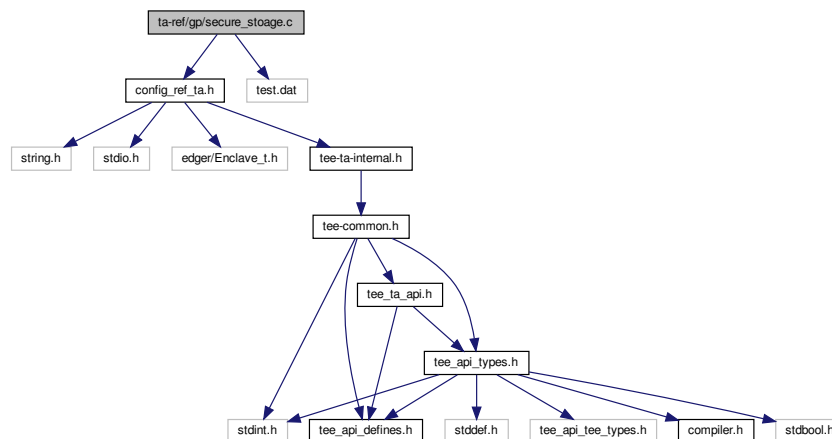 ta-ref/gp/secure_stoage.c
config_ref_ta.h
test.dat
string.h
stdio.h
edger/Enclave_t.h
tee-ta-internal.h
tee-common.h
tee_ta_api.h
tee_api_types.h
stdint.h
tee_api_defines.h
stddef.h
tee_api_tee_types.h
compiler.h
stdbool.h